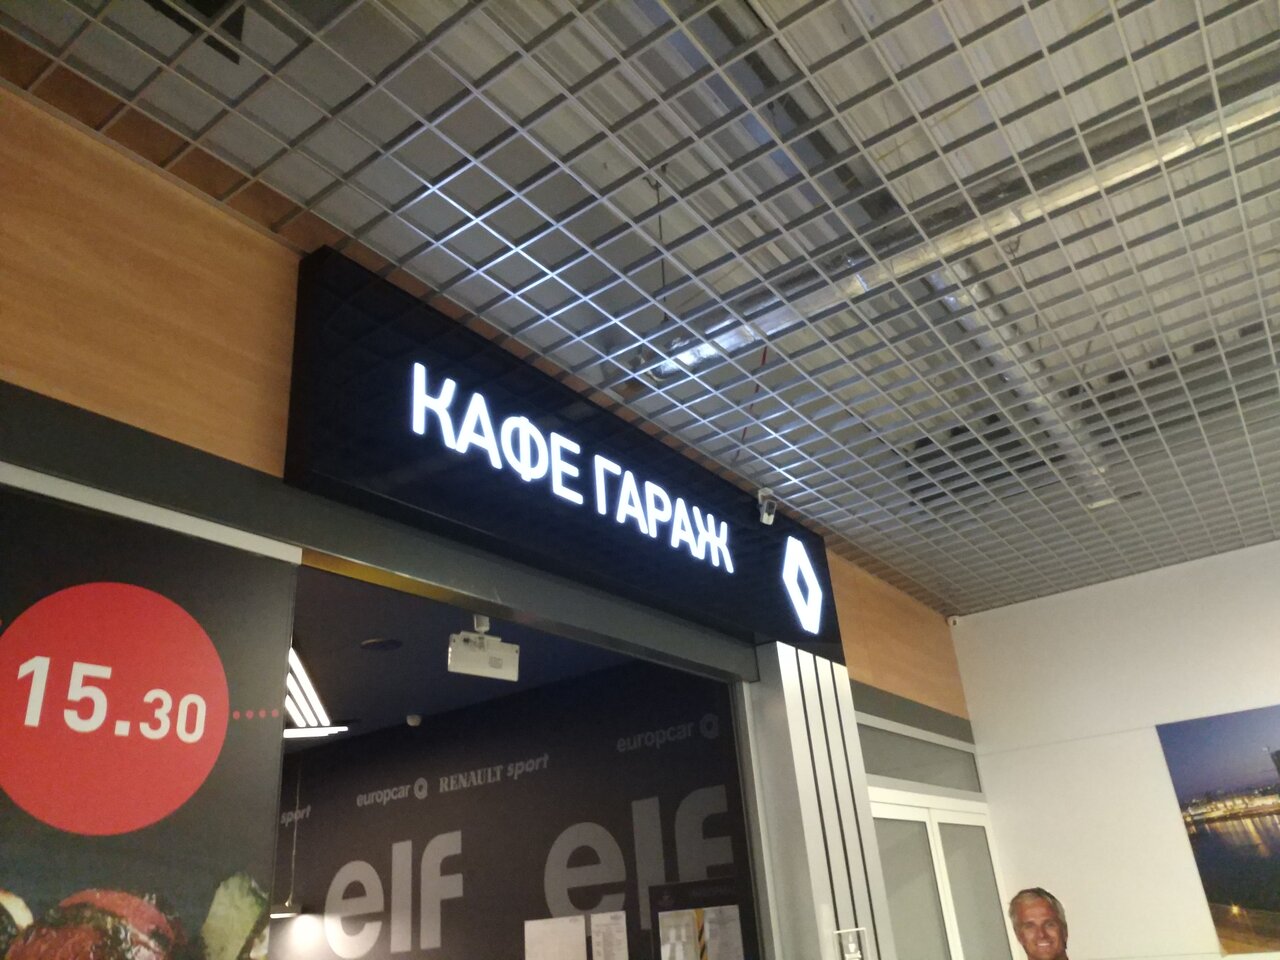 КАФЕ ГАРАЖ
15.30
europcar
europcar
RENAULT sport
sport
elf
elf